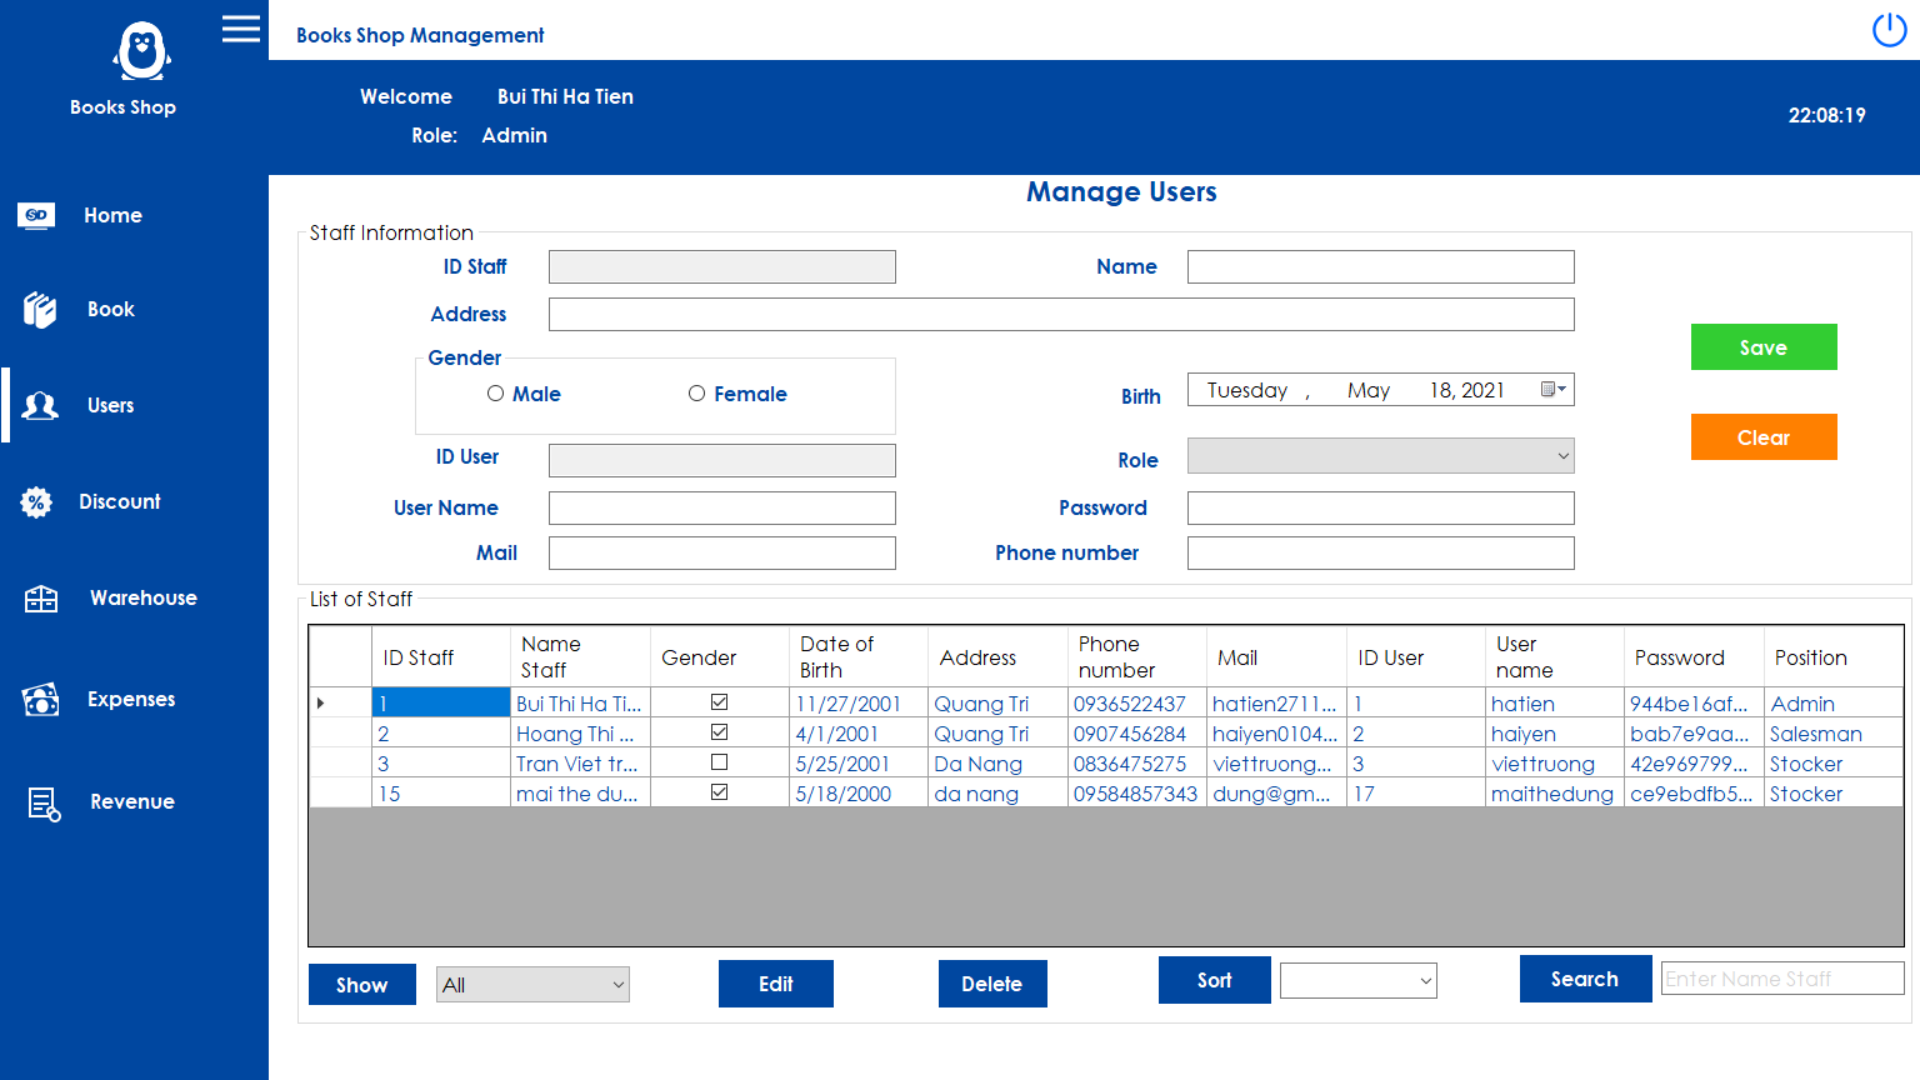 Books Shop
Home
Book
Users
Discount
Warehouse
Expenses
Revenue
Books Shop Management
Welcome Bui Thi Ha Tien
Role: Admin
22:08:19
Manage Users
Staff Information
ID Staff
Name
Address
Gender
Male Female
Birth Tuesday , May 18, 2021
ID User
Role
User Name
Password
Mail
Phone number
Save
Clear
List of Staff
ID Staff Name Staff Gender Date of Birth Address Phone number Mail ID User User name Password Position
1 Bui Thi Ha Ti... 11/27/2001 Quang Tri 0936522437 hatien2711... 1 hatien 944be16af... Admin
2 Hoang Thi ... 4/1/2001 Quang Tri 0907456284 haiyen0104... 2 haiyen bab7e9aa... Salesman
3 Tran Viet tr... 5/25/2001 Da Nang 0836475275 viettruong... 3 viettruong 42e969799... Stocker
15 mai the du... 5/18/2000 da nang 09584857343 dung@gm... 17 maithedung ce9ebdfb5... Stocker
Show All Edit Delete Sort Search Enter Name Staff